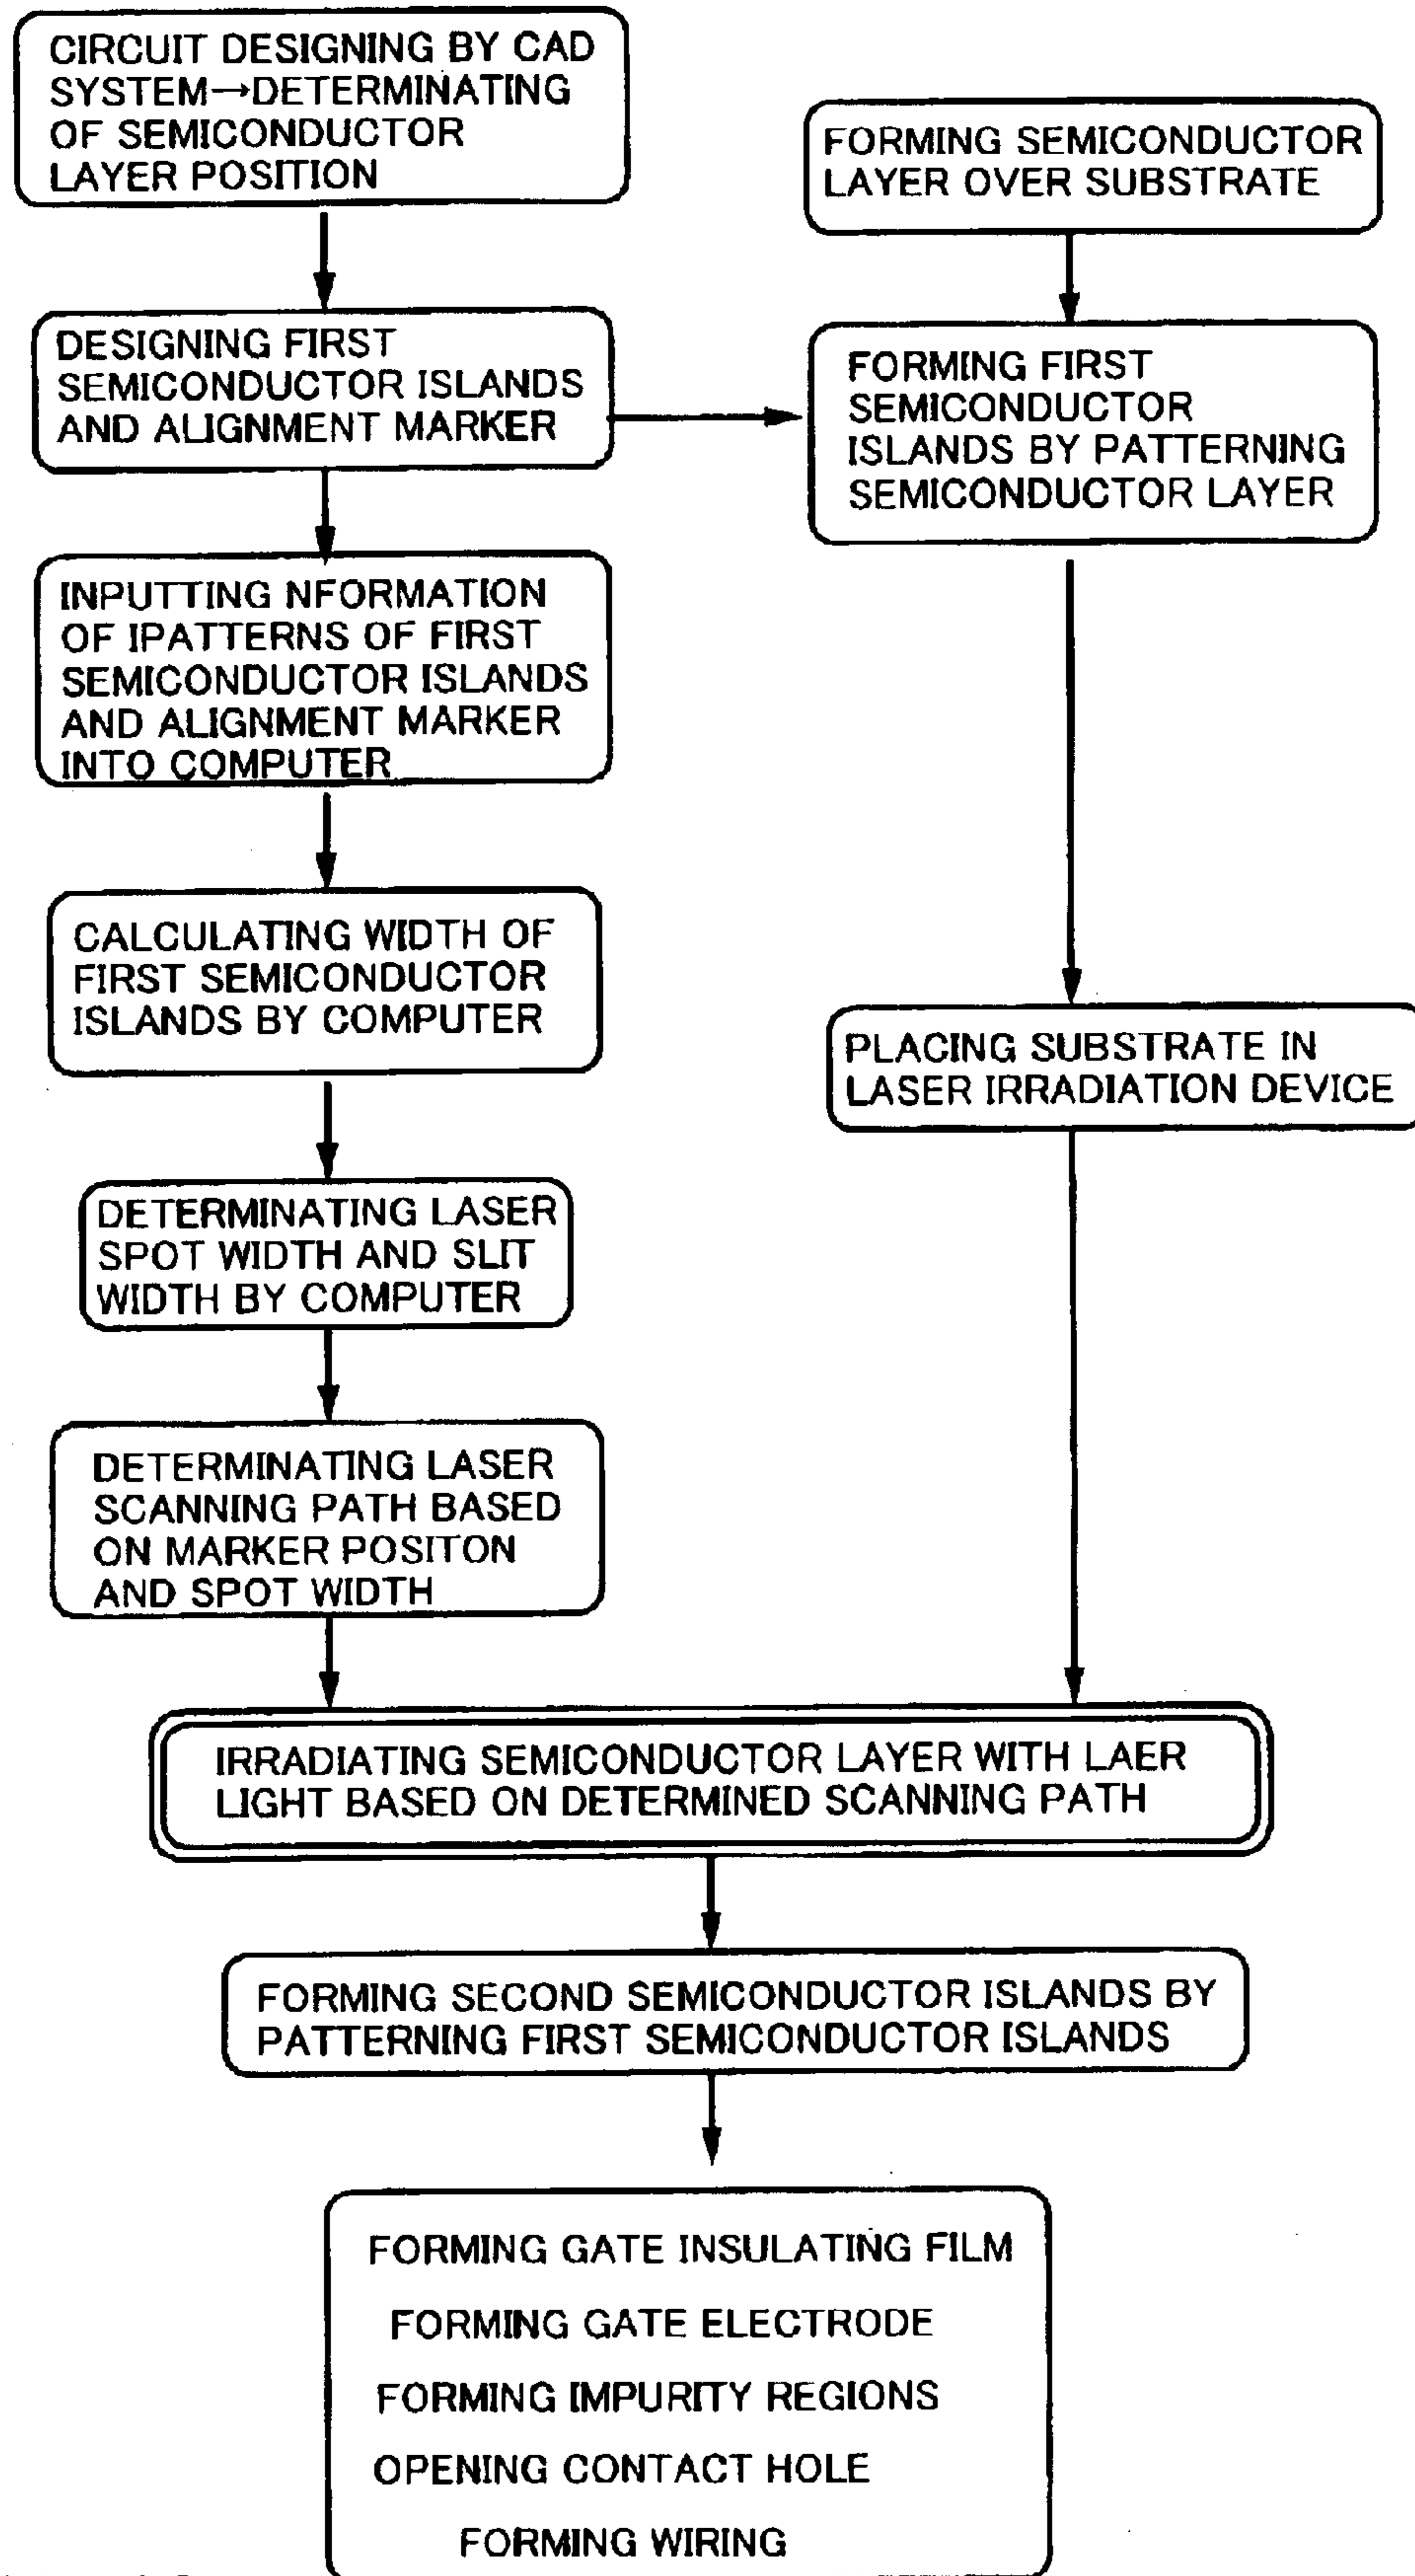 CIRCUIT DESIGNING BY CAD
SYSTEM→DETERMINATING
OF SEMICONDUCTOR
LAYER POSITION
FORMING SEMICONDUCTOR
LAYER OVER SUBSTRATE
DESIGNING FIRST
SEMICONDUCTOR ISLANDS
AND ALIGNMENT MARKER
FORMING FIRST
SEMICONDUCTOR
ISLANDS BY PATTERNING
SEMICONDUCTOR LAYER
INPUTTING NFORMATION
OF IPATTERNS OF FIRST
SEMICONDUCTOR ISLANDS
AND ALIGNMENT MARKER
INTO COMPUTER
CALCULATING WIDTH OF
FIRST SEMICONDUCTOR
ISLANDS BY COMPUTER
PLACING SUBSTRATE IN
LASER IRRADIATION DEVICE
DETERMINATING LASER
SPOT WIDTH AND SLIT
WIDTH BY COMPUTER
DETERMINATING LASER
SCANNING PATH BASED
ON MARKER POSITON
AND SPOT WIDTH
IRRADIATING SEMICONDUCTOR LAYER WITH LAER
LIGHT BASED ON DETERMINED SCANNING PATH
FORMING SECOND SEMICONDUCTOR ISLANDS BY
PATTERNING FIRST SEMICONDUCTOR ISLANDS
FORMING GATE INSULATING FILM
FORMING GATE ELECTRODE
FORMING IMPURITY REGIONS
OPENING CONTACT HOLE
FORMING WIRING